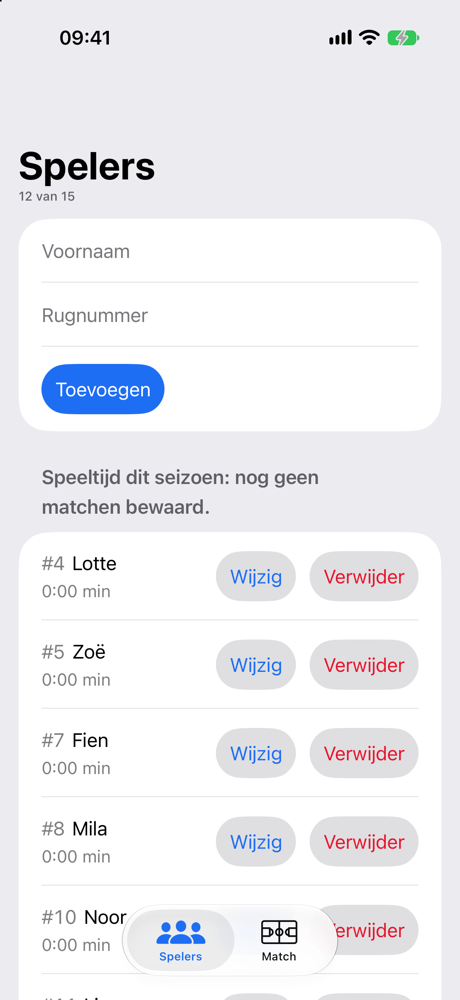 09:41
Spelers
12 van 15
Voornaam
Rugnummer
Toevoegen
Speeltijd dit seizoen: nog geen
matchen bewaard.
#4 Lotte
0:00 min
Wijzig
Verwijder
#5 Zoë
0:00 min
Wijzig
Verwijder
#7 Fien
0:00 min
Wijzig
Verwijder
#8 Mila
0:00 min
Wijzig
Verwijder
#10 Noor
0:00 min
Spelers
Match